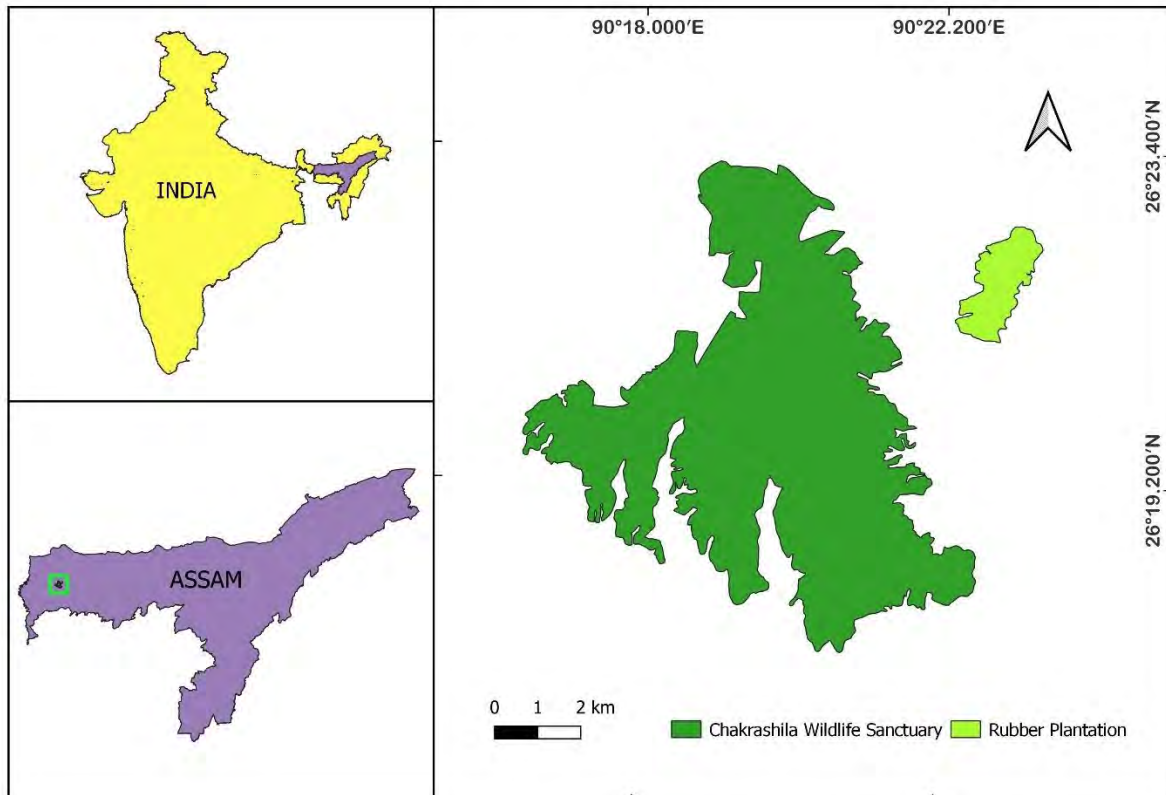 90°18.000'E
90°22.200'E
26°23.400'N
INDIA
26°19.200'N
ASSAM
0 1 2 km
Chakrashila Wildlife Sanctuary
Rubber Plantation